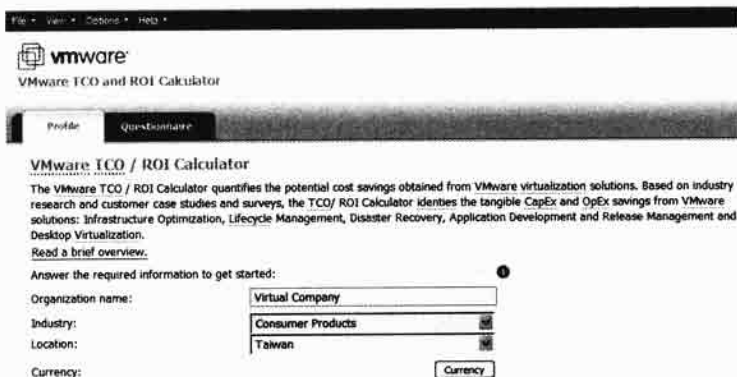 File View Options Help
vmware
VMware TCO and ROI Calculator
Profile Questionnaire
VMware TCO / ROI Calculator
The VMware TCO / ROI Calculator quantifies the potential cost savings obtained from VMware virtualization solutions. Based on industry
research and customer case studies and surveys, the TCO/ ROI Calculator identies the tangible CapEx and OpEx savings from VMware
solutions: Infrastructure Optimization, Lifecycle Management, Disaster Recovery, Application Development and Release Management and
Desktop Virtualization.
Read a brief overview.
Answer the required information to get started:
Organization name: Virtual Company
Industry: Consumer Products
Location: Taiwan
Currency: Currency